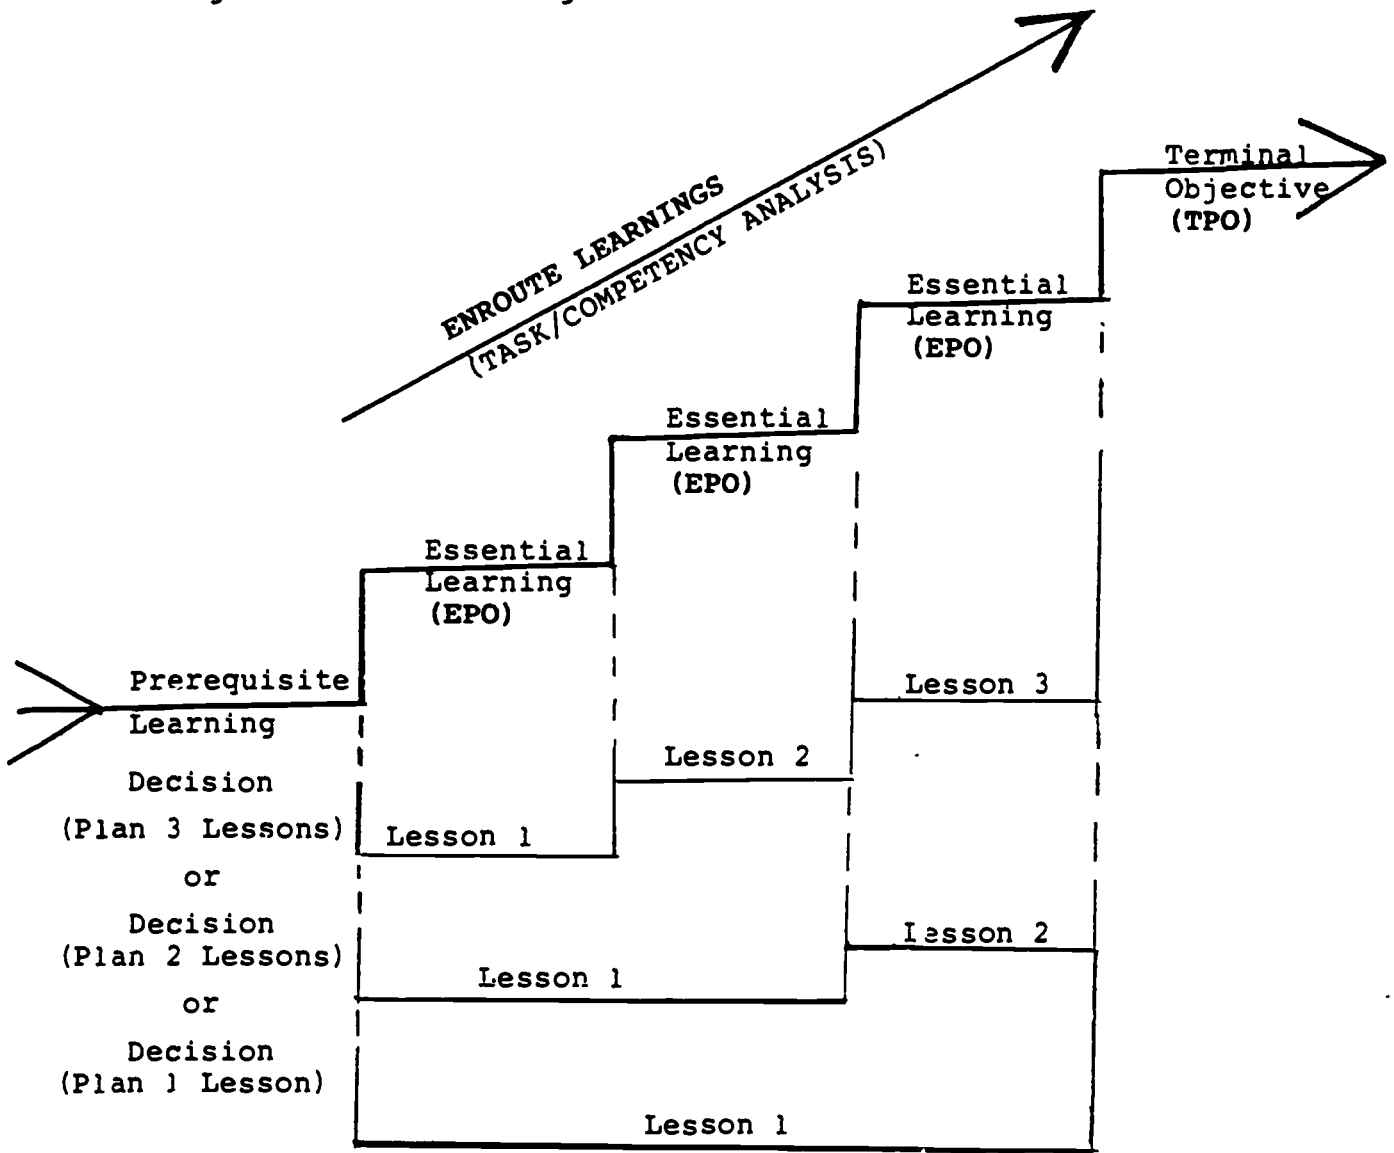 ENROUTE LEARNINGS
(TASK/COMPETENCY ANALYSIS)
Terminal
Objective
(TPO)
Essential
Learning
(EPO)
Essential
Learning
(EPO)
Essential
Learning
(EPO)
Prerequisite
Learning
Decision
(Plan 3 Lessons)
Lesson 1
Lesson 2
Lesson 3
or
Decision
(Plan 2 Lessons)
Lesson 1
Lesson 2
or
Decision
(Plan 1 Lesson)
Lesson 1